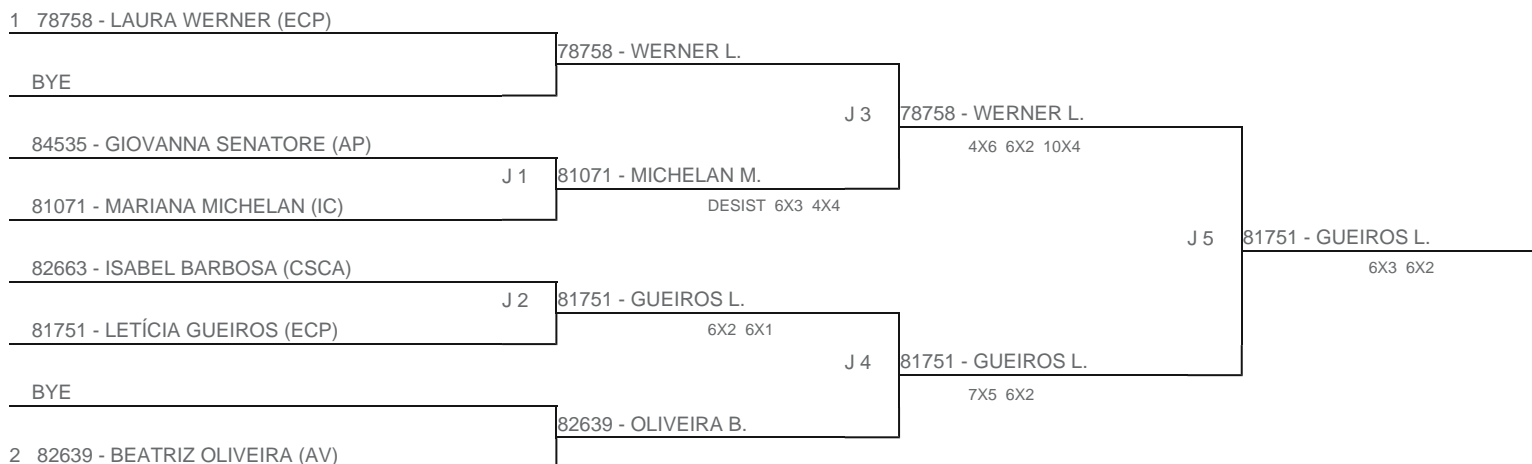 1 78758 - LAURA WERNER (ECP)
78758 - WERNER L.
BYE
J 3
78758 - WERNER L.
84535 - GIOVANNA SENATORE (AP)
4X6 6X2 10X4
J 1
81071 - MICHELAN M.
81071 - MARIANA MICHELAN (IC)
DESIST 6X3 4X4
J 5
81751 - GUEIROS L.
82663 - ISABEL BARBOSA (CSCA)
6X3 6X2
J 2
81751 - GUEIROS L.
81751 - LETÍCIA GUEIROS (ECP)
6X2 6X1
J 4
81751 - GUEIROS L.
BYE
7X5 6X2
82639 - OLIVEIRA B.
2 82639 - BEATRIZ OLIVEIRA (AV)